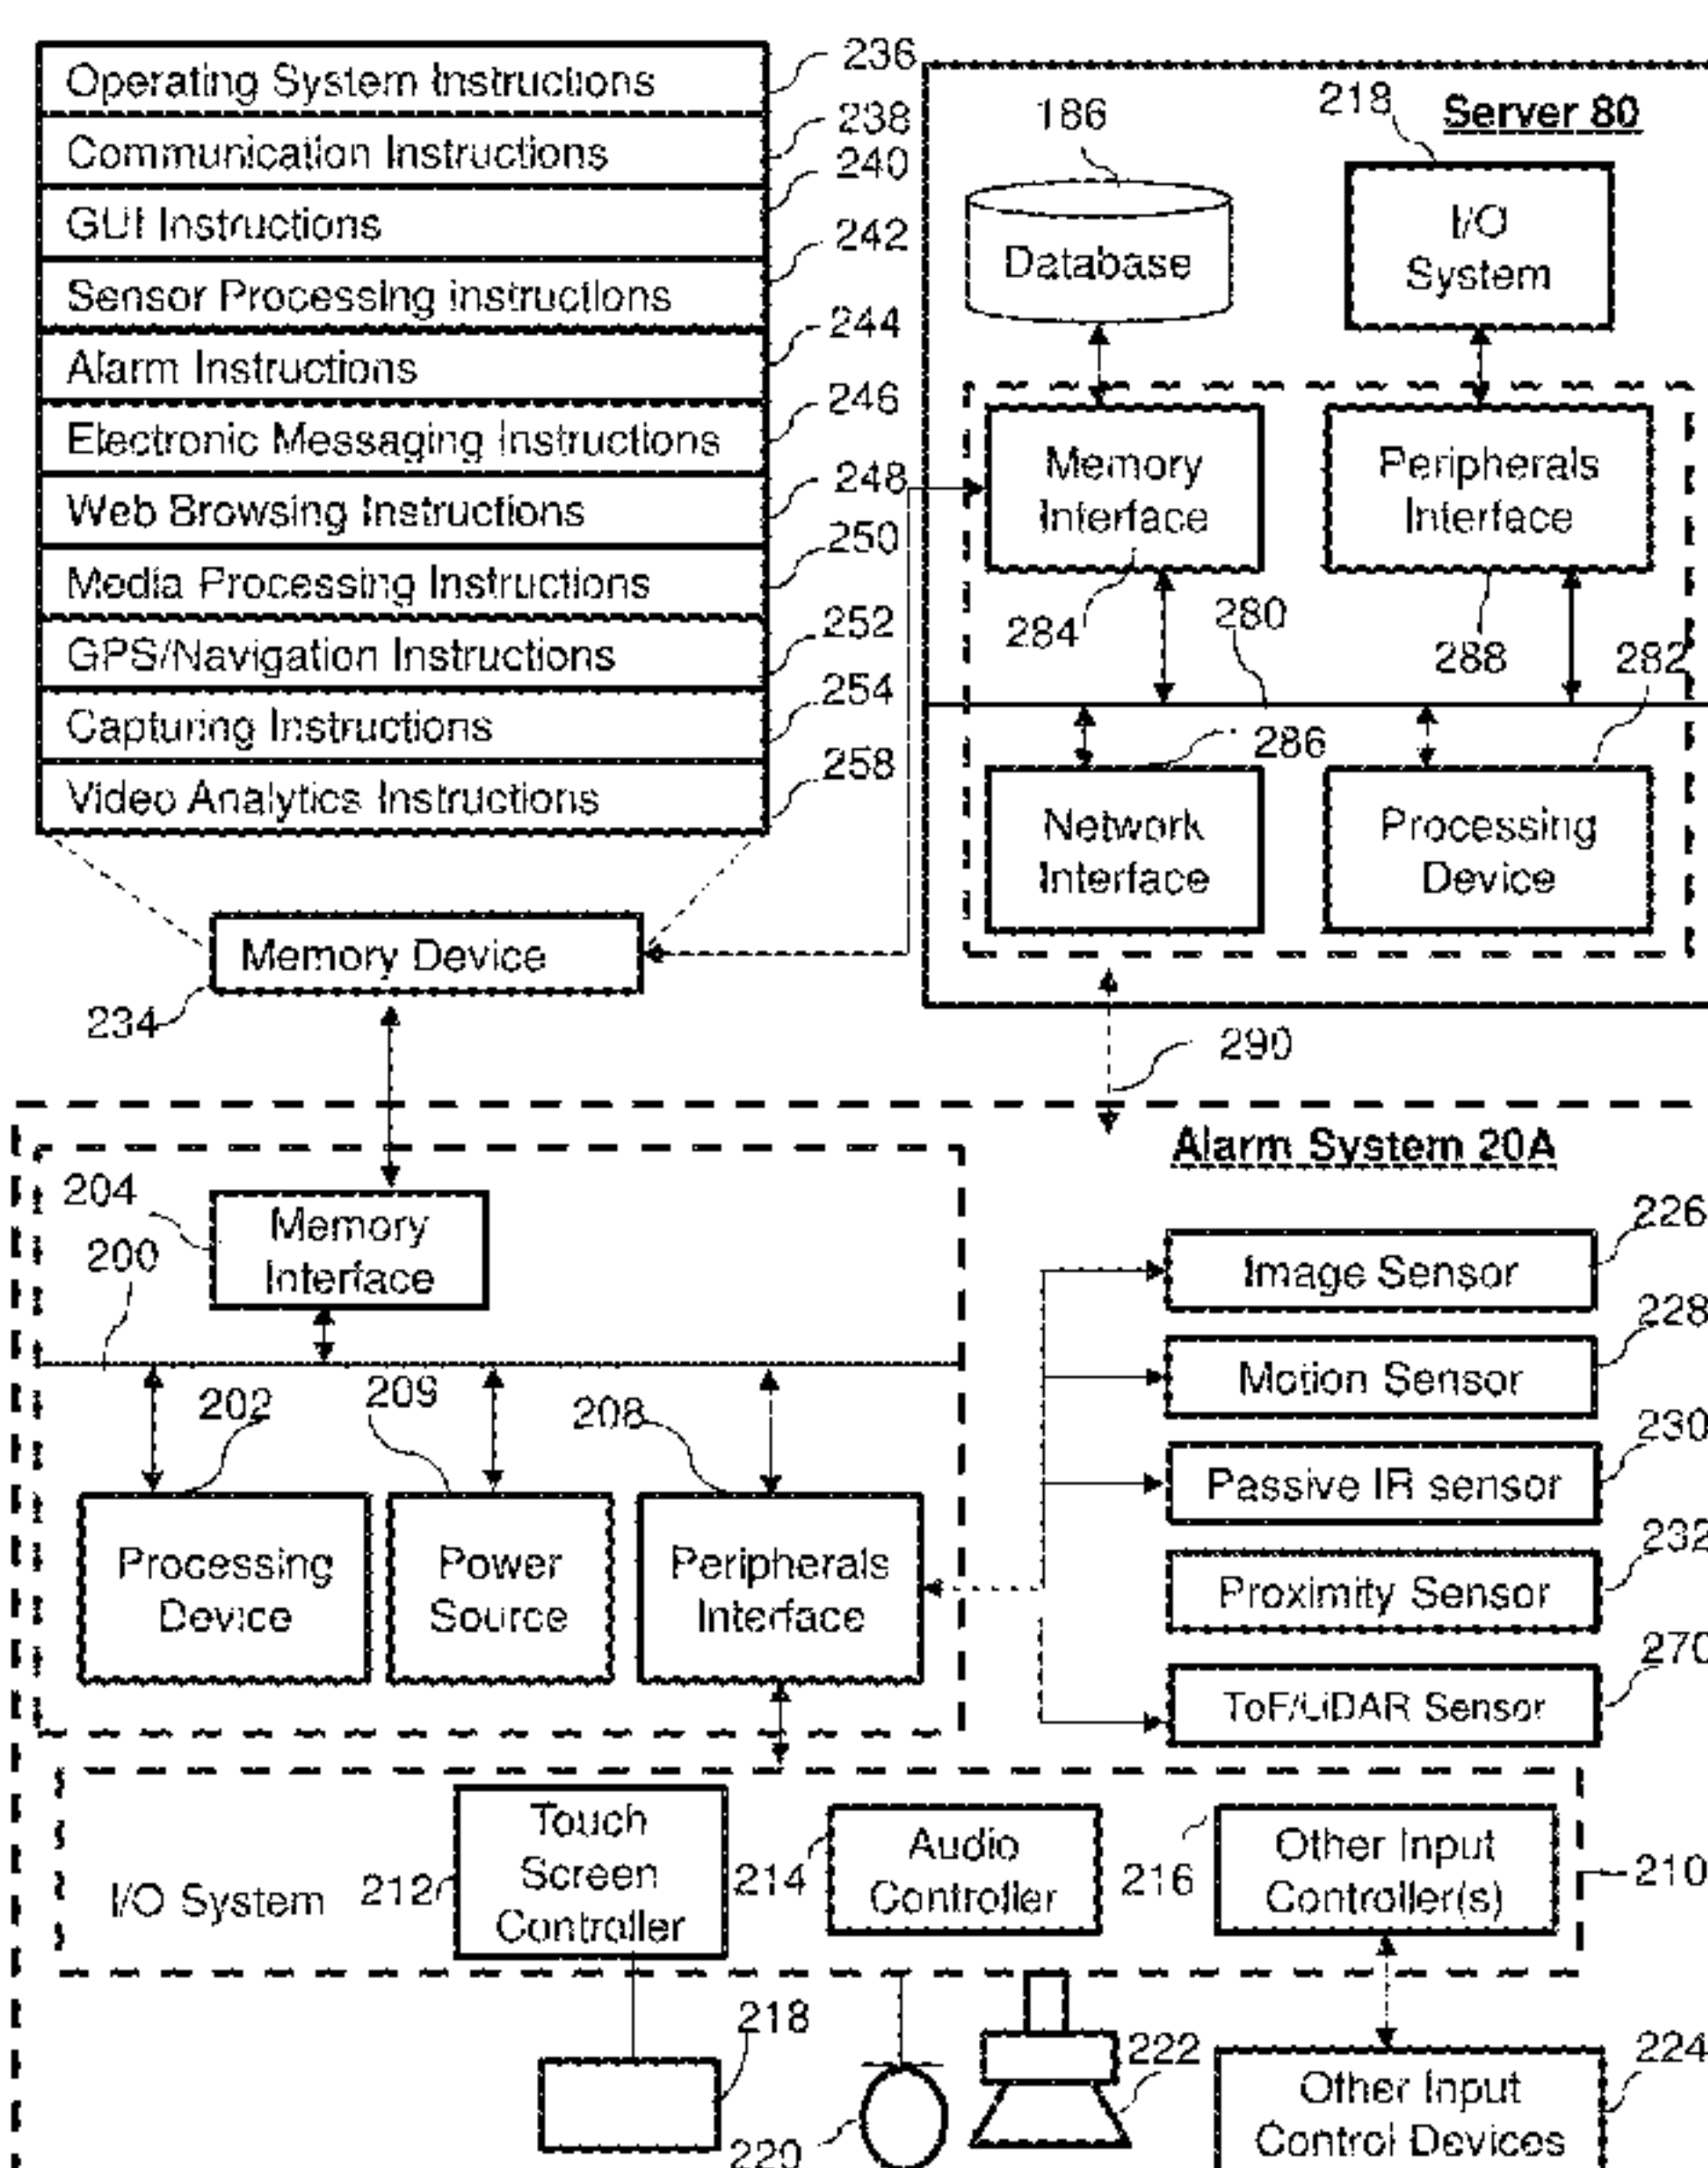 Operating System Instructions
236
Communication Instructions
238
GUI Instructions
240
Sensor Processing instructions
242
Alarm Instructions
244
Electronic Messaging Instructions
246
Web Browsing Instructions
248
Media Processing Instructions
250
GPS/Navigation Instructions
252
Capturing Instructions
254
Video Analytics Instructions
258
Memory Device
234
Server 80
186
218
Database
I/O
System
Memory
Interface
Peripherals
Interface
284
280
288
282
286
Network
Interface
Processing
Device
290
Alarm System 20A
204
Memory
Interface
200
202
209
208
Processing
Device
Power
Source
Peripherals
Interface
226
Image Sensor
228
Motion Sensor
230
Passive IR sensor
232
Proximity Sensor
270
ToF/LiDAR Sensor
I/O System
212
Touch
Screen
Controller
214
Audio
Controller
216
Other Input
Controller(s)
210
218
220
222
224
Other Input
Control Devices